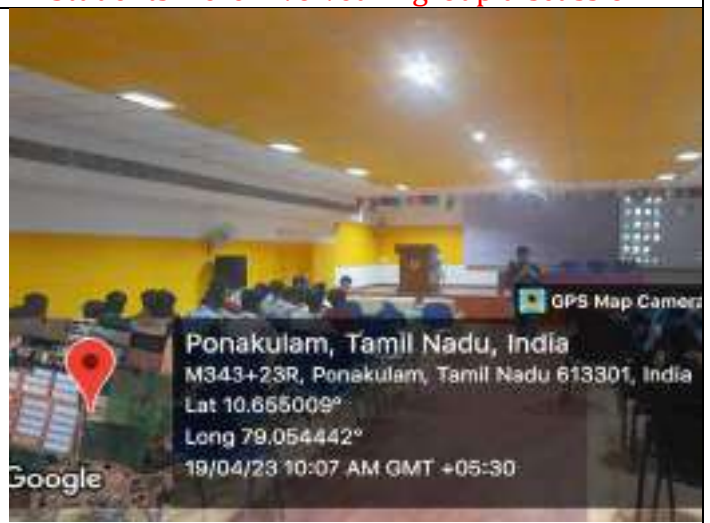 GPS Map Camera
Ponakulam, Tamil Nadu, India
M343+23R, Ponakulam, Tamil Nadu 613301, India
Lat 10.655009°
Long 79.054442°
19/04/23 10:07 AM GMT +05:30
Google